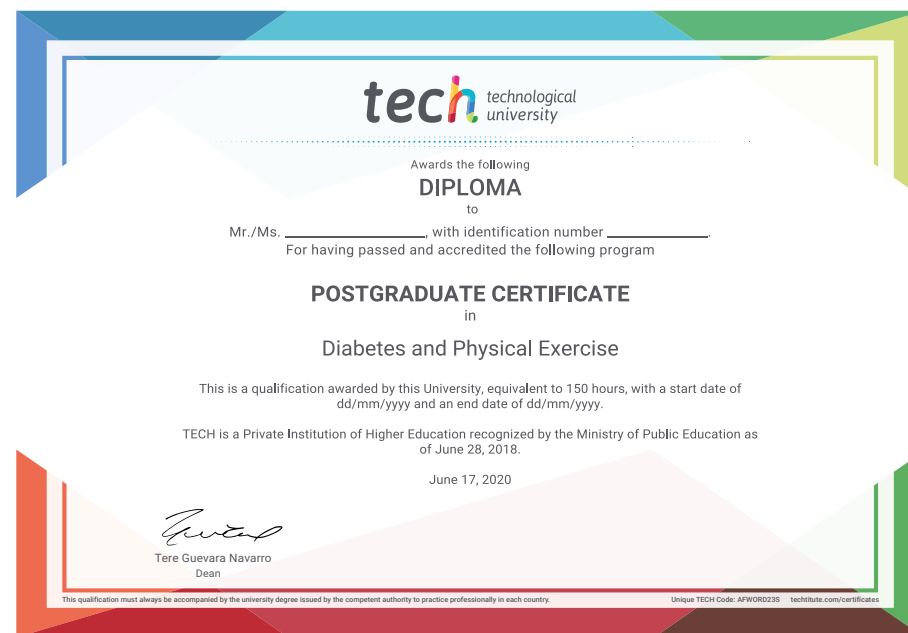 tech technological
university
Awards the following
DIPLOMA
to
Mr./Ms. ____________, with identification number ____________.
For having passed and accredited the following program
POSTGRADUATE CERTIFICATE
in
Diabetes and Physical Exercise
This is a qualification awarded by this University, equivalent to 150 hours, with a start date of
dd/mm/yyyy and an end date of dd/mm/yyyy.
TECH is a Private Institution of Higher Education recognized by the Ministry of Public Education as
of June 28, 2018.
June 17, 2020
Tere Guevara Navarro
Dean
This qualification must always be accompanied by the university degree issued by the competent authority to practice professionally in each country. Unique TECH Code: AFWORD23S techtitute.com/certificates